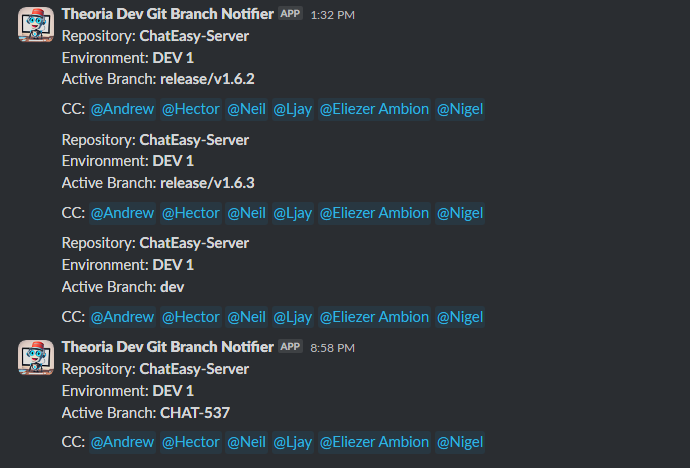 Theoria Dev Git Branch Notifier APP 1:32 PM
Repository: ChatEasy-Server
Environment: DEV 1
Active Branch: release/v1.6.2
CC: @Andrew @Hector @Neil @Ljay @Eliezer Ambion @Nigel
Repository: ChatEasy-Server
Environment: DEV 1
Active Branch: release/v1.6.3
CC: @Andrew @Hector @Neil @Ljay @Eliezer Ambion @Nigel
Repository: ChatEasy-Server
Environment: DEV 1
Active Branch: dev
CC: @Andrew @Hector @Neil @Ljay @Eliezer Ambion @Nigel
Theoria Dev Git Branch Notifier APP 8:58 PM
Repository: ChatEasy-Server
Environment: DEV 1
Active Branch: CHAT-537
CC: @Andrew @Hector @Neil @Ljay @Eliezer Ambion @Nigel